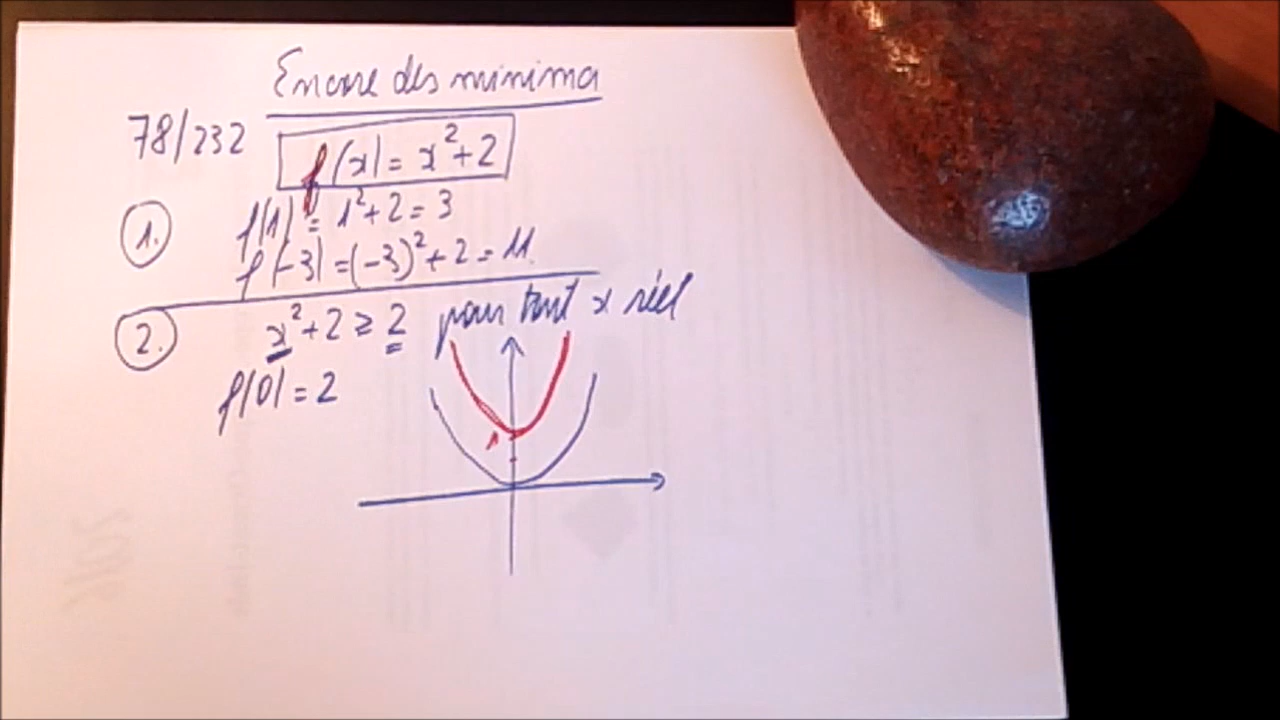 Encore des minima
78/232 f(x) = x²+2
1. f(1) = 1²+2 = 3
f(-3) = (-3)²+2 = 11
2. x²+2 ≥ 2 pour tout x réel
f(0) = 2